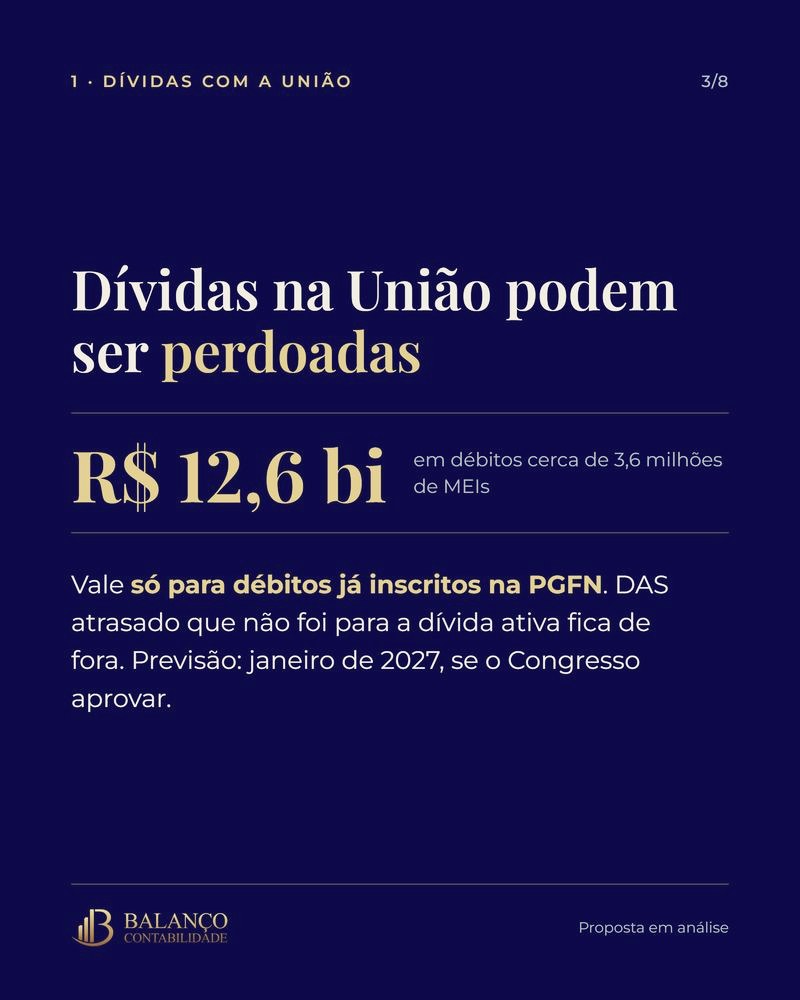 1 · DÍVIDAS COM A UNIÃO
3/8
Dívidas na União podem
ser perdoadas
R$ 12,6 bi
em débitos cerca de 3,6 milhões
de MEIs
Vale só para débitos já inscritos na PGFN. DAS
atrasado que não foi para a dívida ativa fica de
fora. Previsão: janeiro de 2027, se o Congresso
aprovar.
BALANÇO
CONTABILIDADE
Proposta em análise